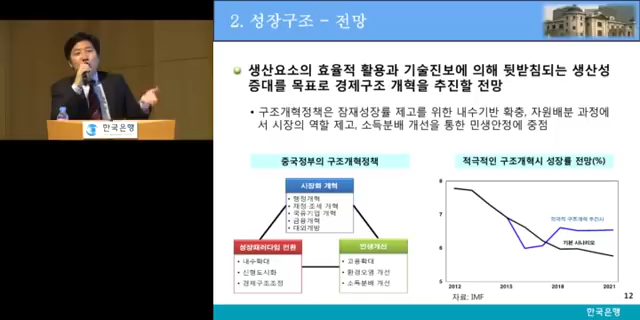 2. 성장구조 - 전망
생산요소의 효율적 활용과 기술진보에 의해 뒷받침되는 생산성
증대를 목표로 경제구조 개혁을 추진할 전망
• 구조개혁정책은 잠재성장률 제고를 위한 내수기반 확충, 자원배분 과정에
서 시장의 역할 제고, 소득분배 개선을 통한 민생안정에 중점
중국정부의 구조개혁정책
시장화 개혁
• 행정개혁
• 재정·조세 개혁
• 국유기업 개혁
• 금융개혁
• 대외개방
성장패러다임 전환
• 내수확대
• 신형도시화
• 경제구조조정
민생개선
• 고용확대
• 환경오염 개선
• 소득분배 개선
적극적인 구조개혁시 성장률 전망(%)
8
7
6
5
4
적극적 구조개혁 추진시
기본 시나리오
2012
2015
2018
2021
자료: IMF
12
한국은행
한국은행